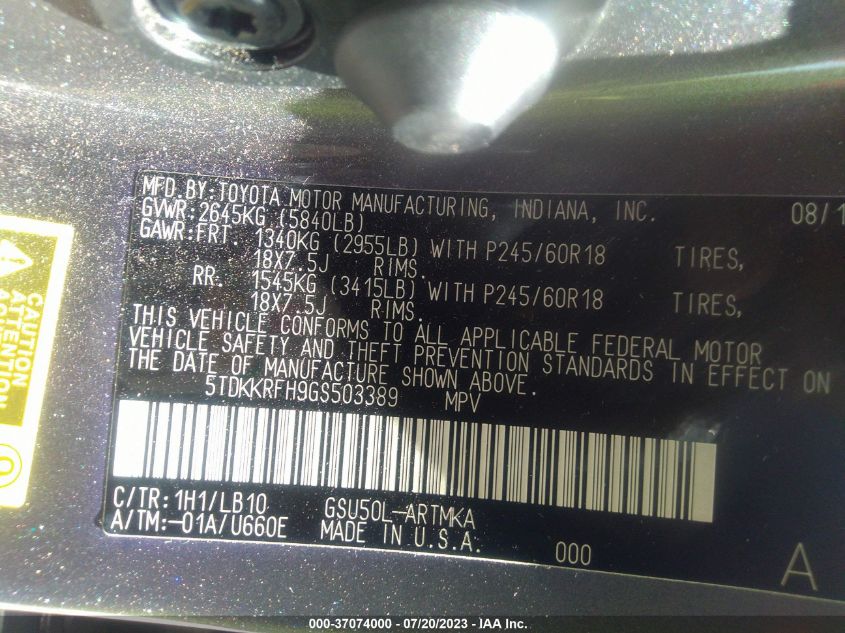 MFD.BY:TOYOTA MOTOR MANUFACTURING, INDIANA, INC. 08/1
GVWR:2645KG (5840LB)
GAWR:FRT. 1340KG (2955LB) WITH P245/60R18 TIRES,
18X7.5J RIMS.
RR. 1545KG (3415LB) WITH P245/60R18 TIRES,
18X7.5J RIMS.
THIS VEHICLE CONFORMS TO ALL APPLICABLE FEDERAL MOTOR
VEHICLE SAFETY AND THEFT PREVENTION STANDARDS IN EFFECT ON
THE DATE OF MANUFACTURE SHOWN ABOVE.
5TDKKRFH9GS503389 MPV
C/TR:1H1/LB10 GSU50L-ARTMKA
A/TM:-01A/U660E MADE IN U.S.A.
000
A
CAUTION
ATTENTION
000-37074000 - 07/20/2023 - IAA Inc.